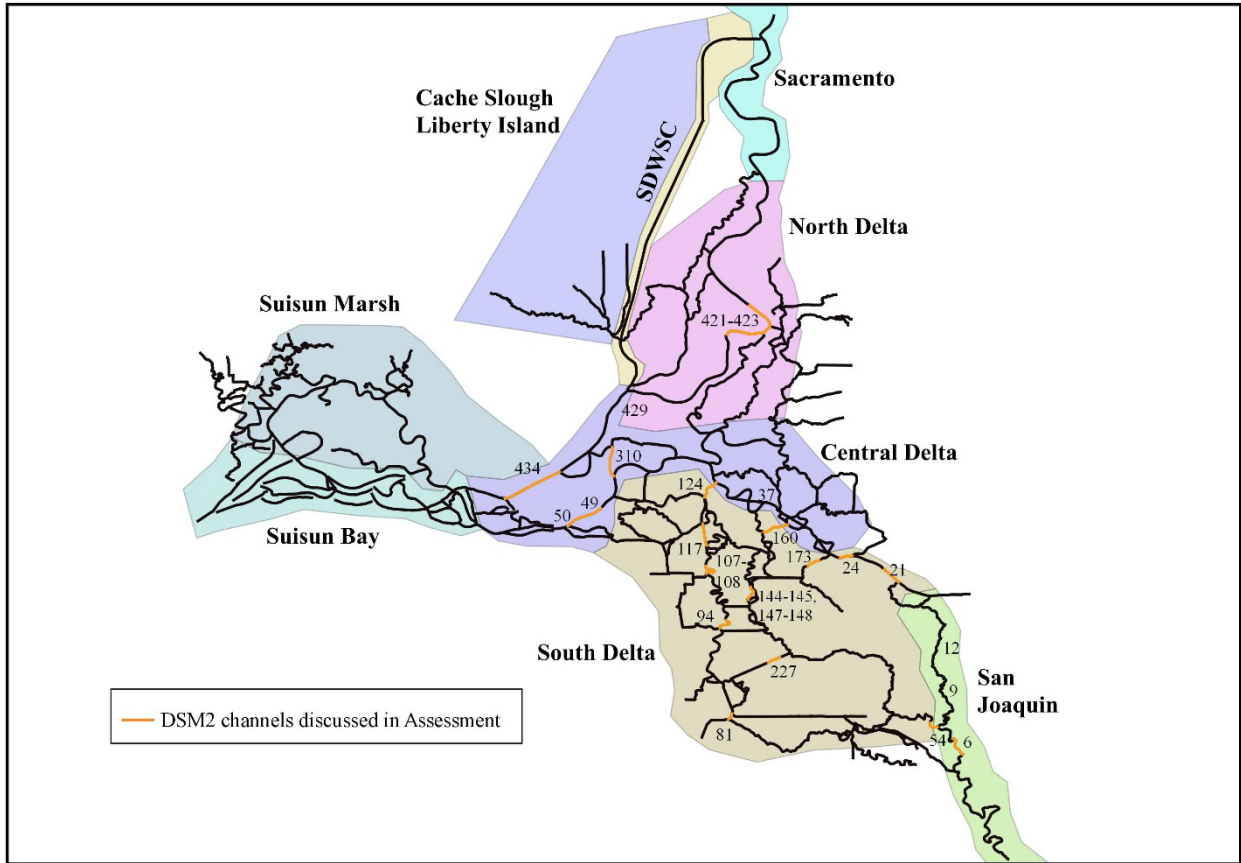 Sacramento
Cache Slough
Liberty Island
SDWSC
North Delta
421-423
Suisun Marsh
429
Central Delta
434
310
124
37
49
50
160
Suisun Bay
117
173
24
21
107-
108
144-145,
147-148
94
12
South Delta
227
San
Joaquin
9
DSM2 channels discussed in Assessment
81
54
6